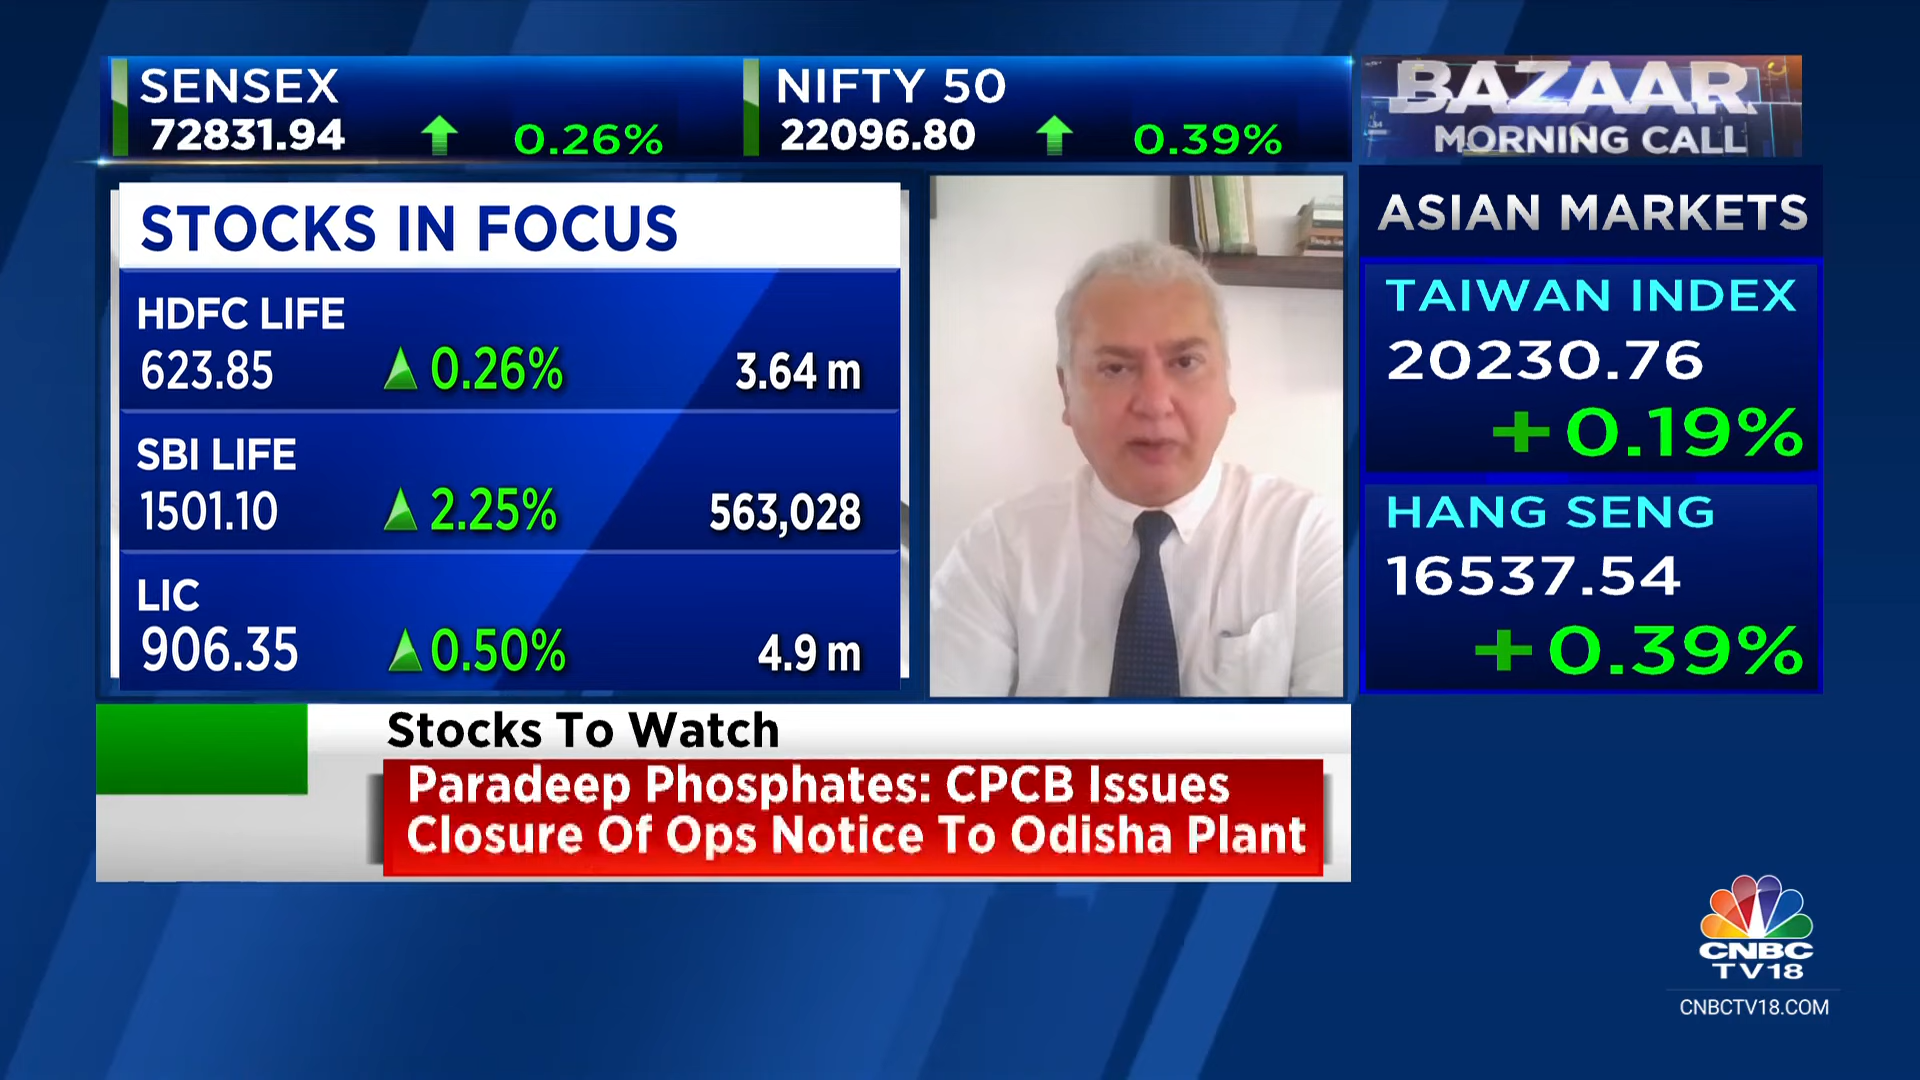 SENSEX
72831.94 0.26%
NIFTY 50
22096.80 0.39%
BAZAAR
MORNING CALL
STOCKS IN FOCUS
HDFC LIFE
623.85 0.26% 3.64 m
SBI LIFE
1501.10 2.25% 563,028
LIC
906.35 0.50% 4.9 m
ASIAN MARKETS
TAIWAN INDEX
20230.76
+0.19%
HANG SENG
16537.54
+0.39%
Stocks To Watch
Paradeep Phosphates: CPCB Issues
Closure Of Ops Notice To Odisha Plant
CNBC
TV18
CNBCTV18.COM